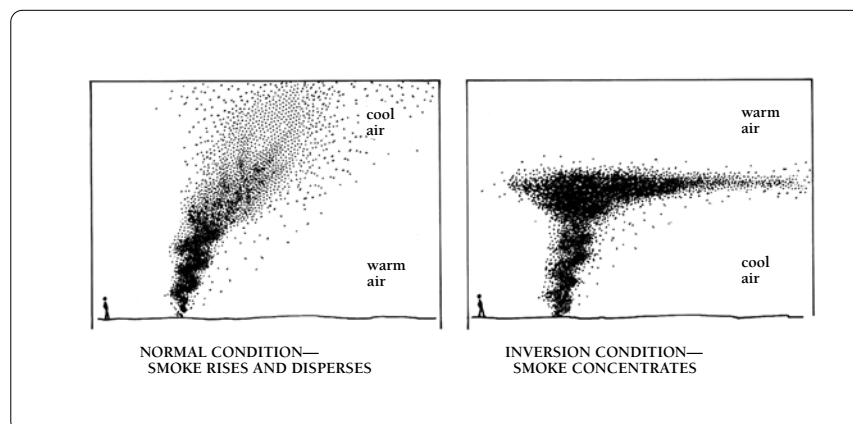 cool
air
warm
air
NORMAL CONDITION—
SMOKE RISES AND DISPERSES
warm
air
cool
air
INVERSION CONDITION—
SMOKE CONCENTRATES